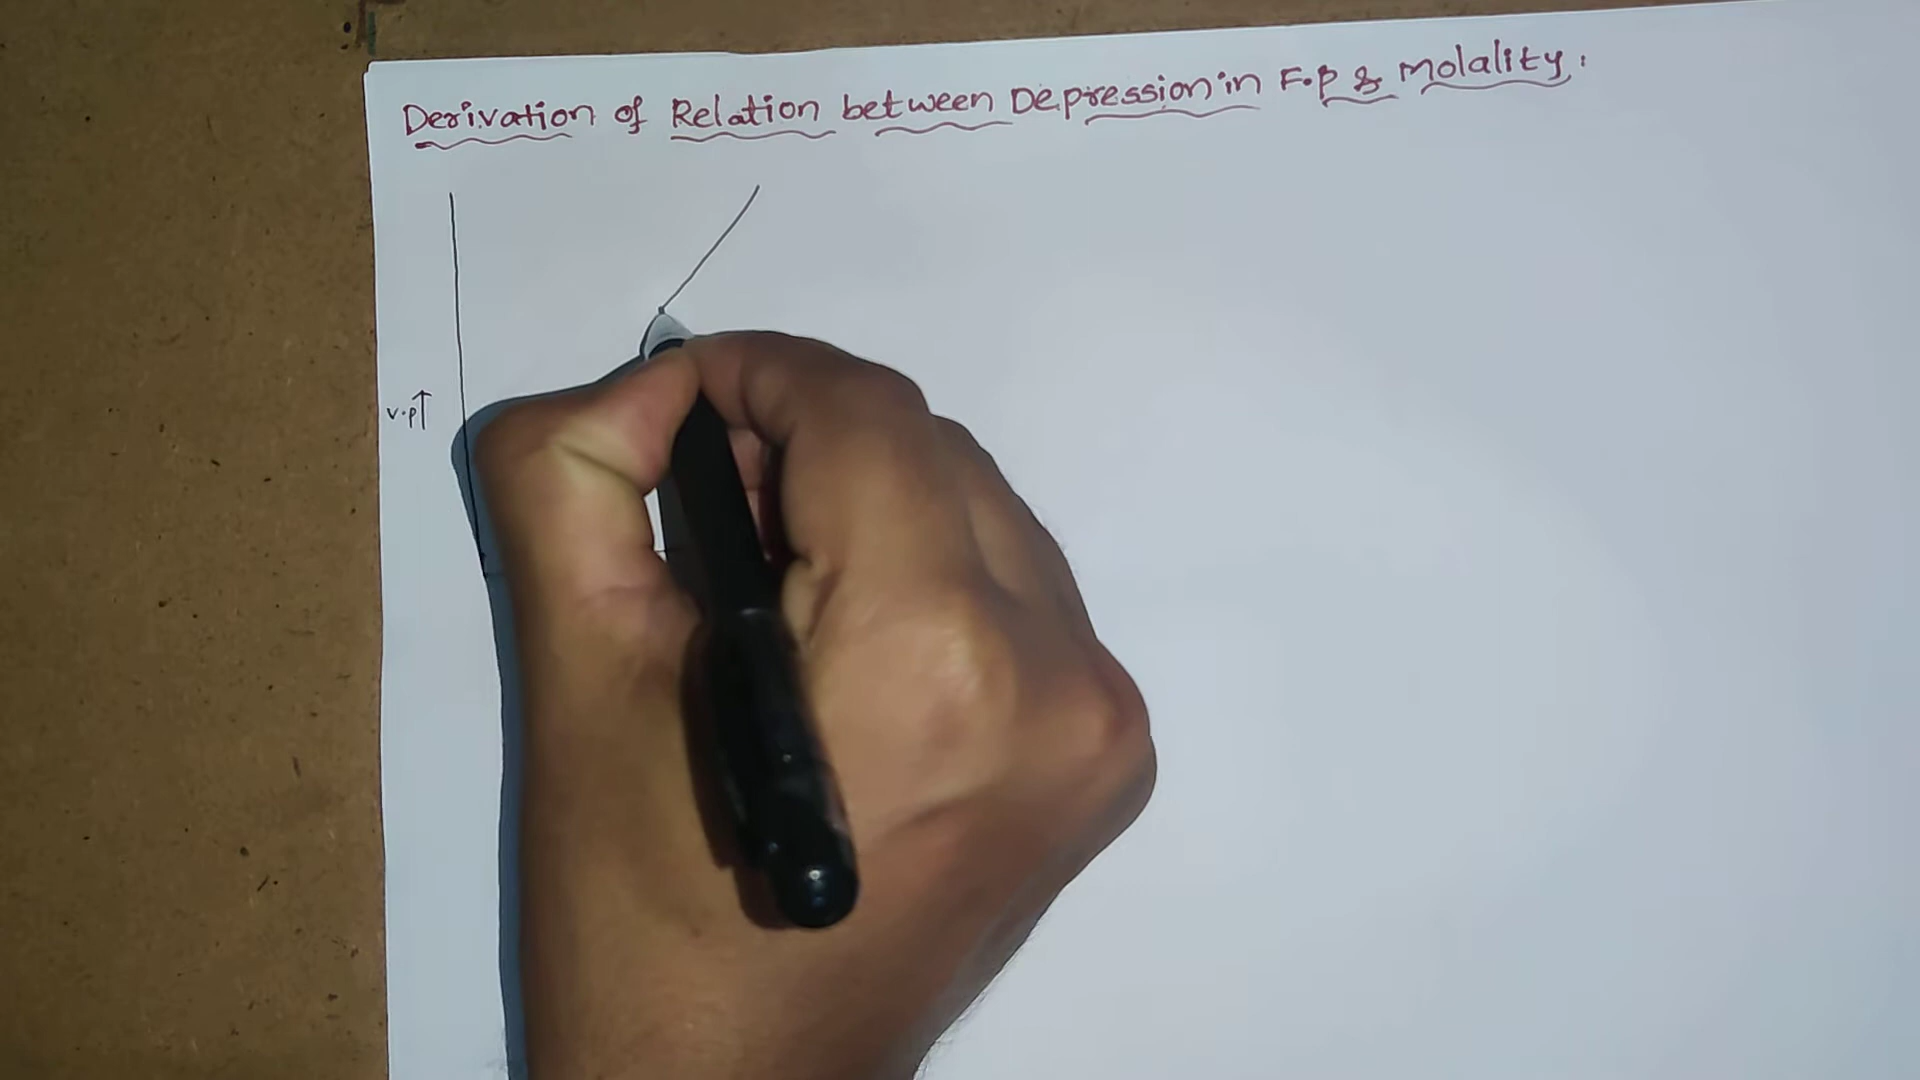 Derivation of Relation between Depression in F.p & Molality.
v.p↑